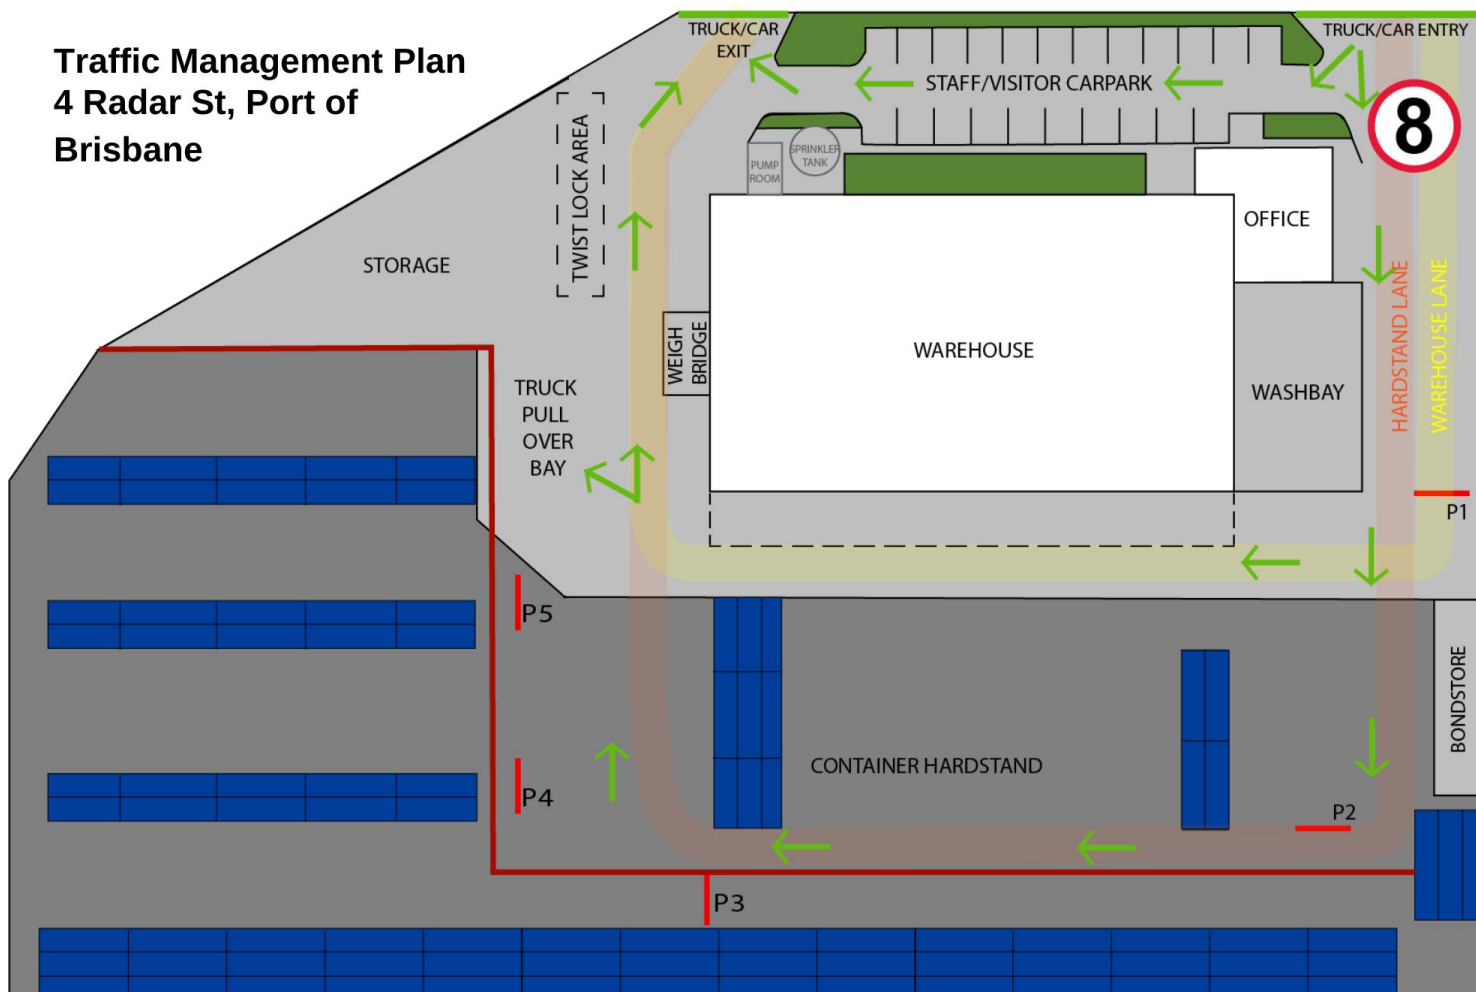 Traffic Management Plan
4 Radar St, Port of
Brisbane
TRUCK/CAR
EXIT
TRUCK/CAR ENTRY
STAFF/VISITOR CARPARK
8
TWIST LOCK AREA
PUMP
ROOM
SPRINKLER
TANK
OFFICE
STORAGE
HARDSTAND LANE
WAREHOUSE LANE
WEIGH
BRIDGE
WAREHOUSE
WASHBAY
TRUCK
PULL
OVER
BAY
P1
P5
BONDSTORE
CONTAINER HARDSTAND
P4
P2
P3